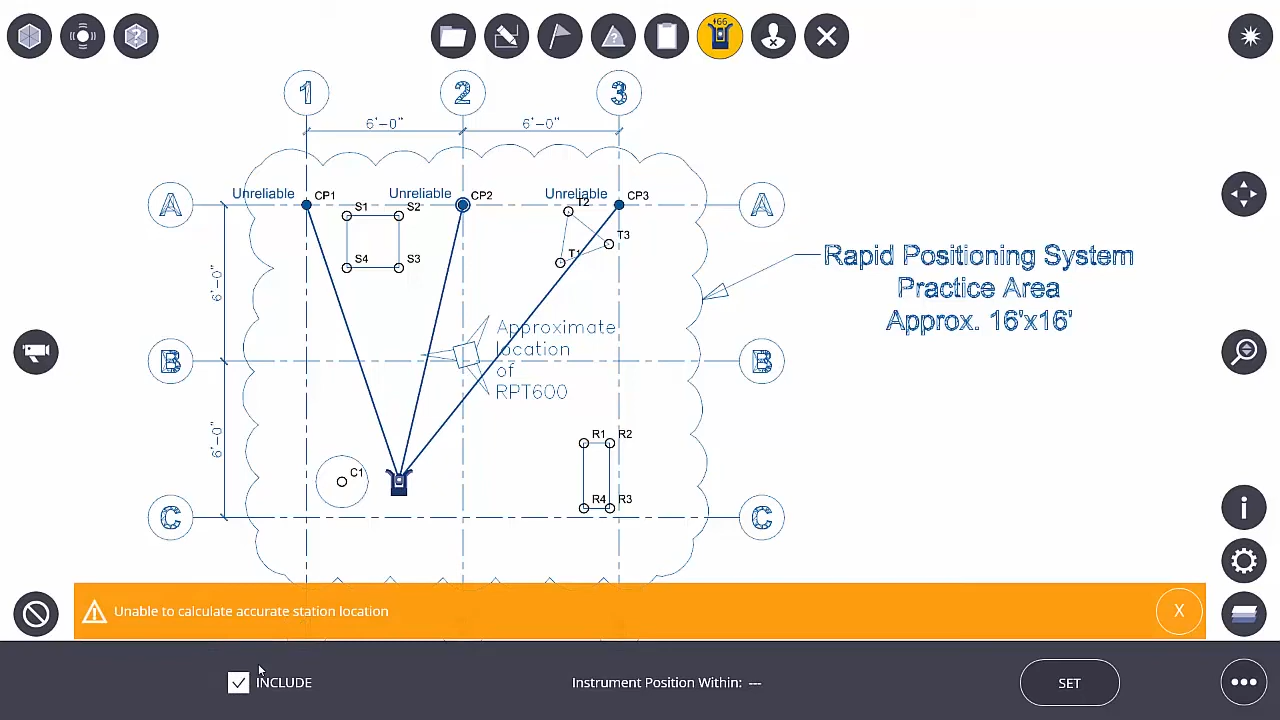 +66
1
2
3
6'-0"
6'-0"
Unreliable
CP1
Unreliable
CP2
Unreliable
CP3
A
A
S1
S2
T2
T3
T1
S4
S3
6'-0"
Rapid Positioning System
Practice Area
Approx. 16'x16'
Approximate
location
of
RPT600
B
B
6'-0"
R1
R2
C1
R4
R3
C
C
i
Unable to calculate accurate station location
X
INCLUDE
Instrument Position Within: ---
SET